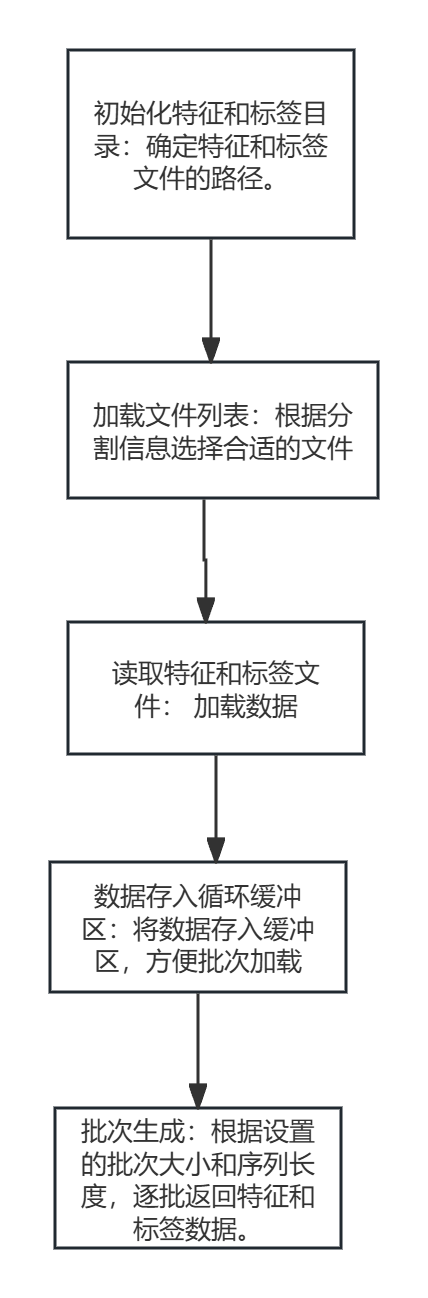 初始化特征和标签目
录：确定特征和标签
文件的路径。
加载文件列表：根据分
割信息选择合适的文件
读取特征和标签文
件： 加载数据
数据存入循环缓冲
区：将数据存入缓冲
区，方便批次加载
批次生成：根据设置
的批次大小和序列长
度，逐批返回特征和
标签数据。